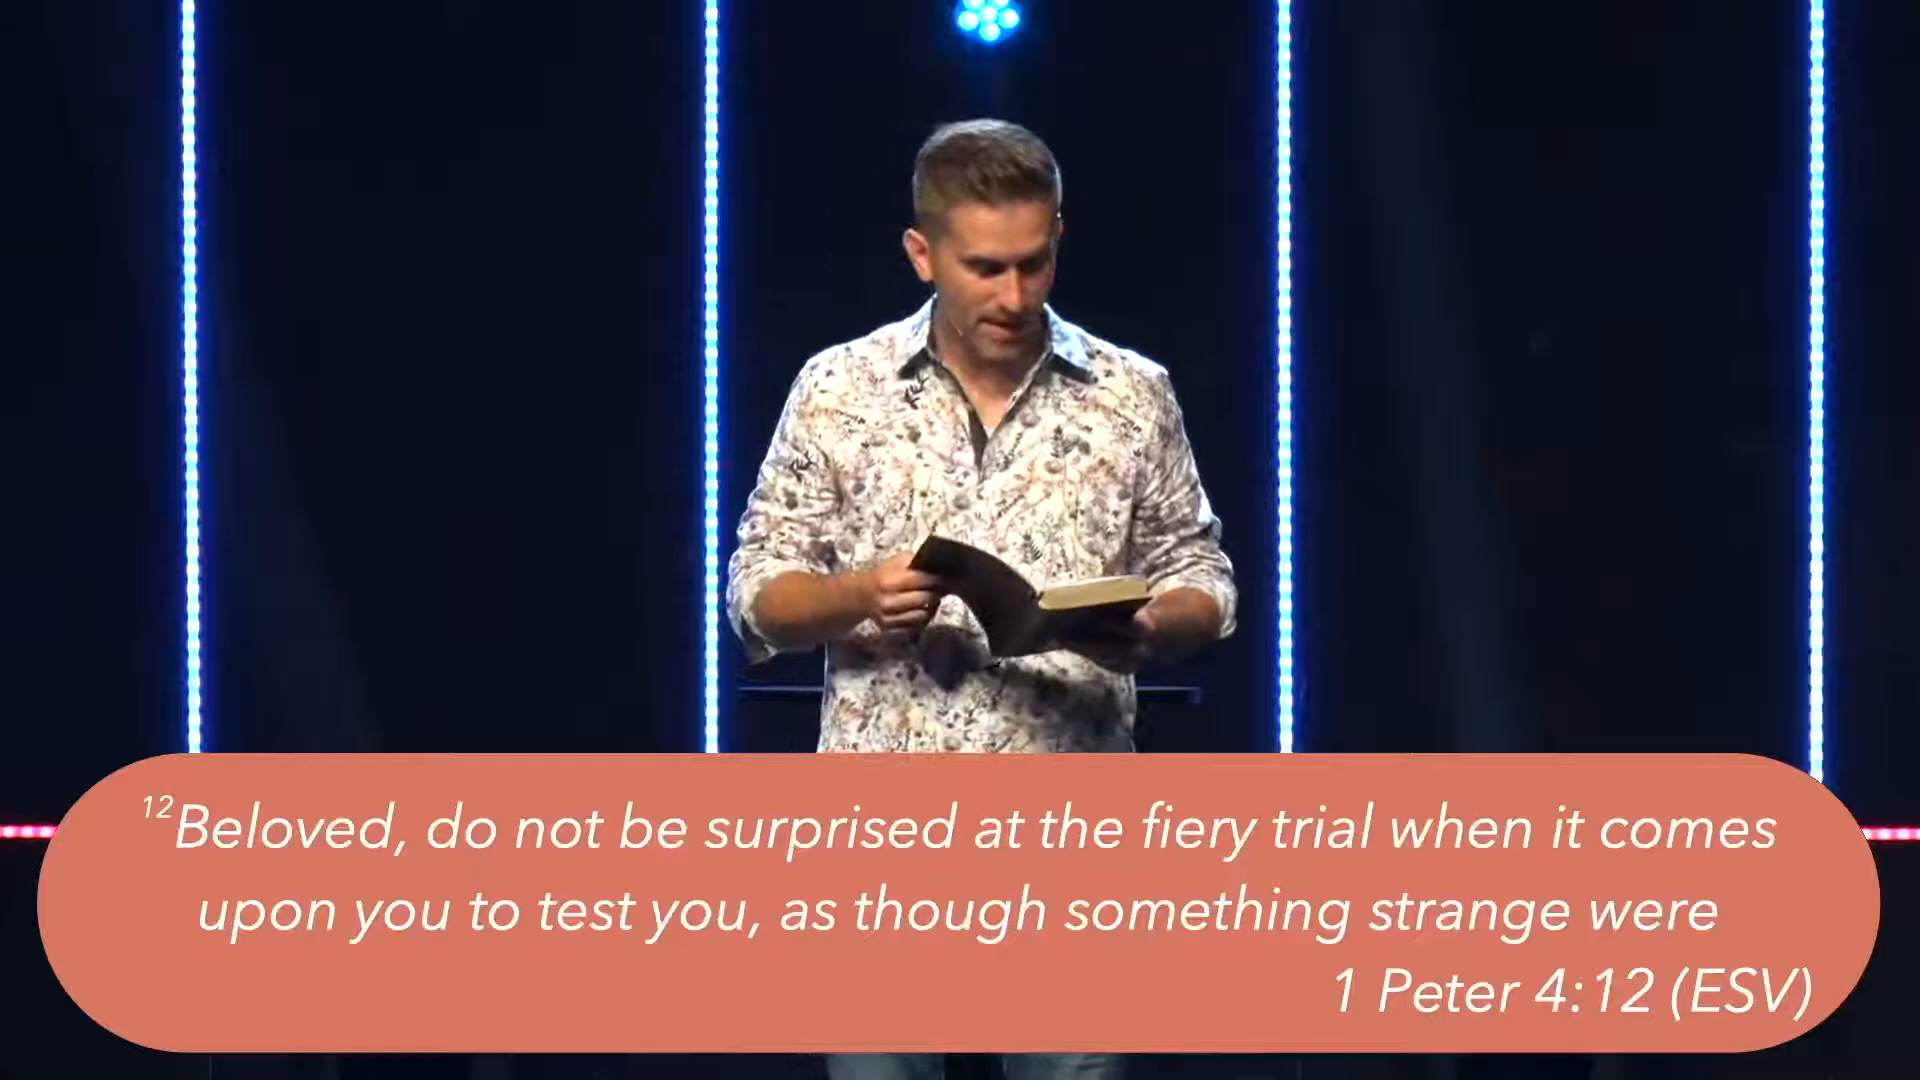 12Beloved, do not be surprised at the fiery trial when it comes
upon you to test you, as though something strange were
1 Peter 4:12 (ESV)